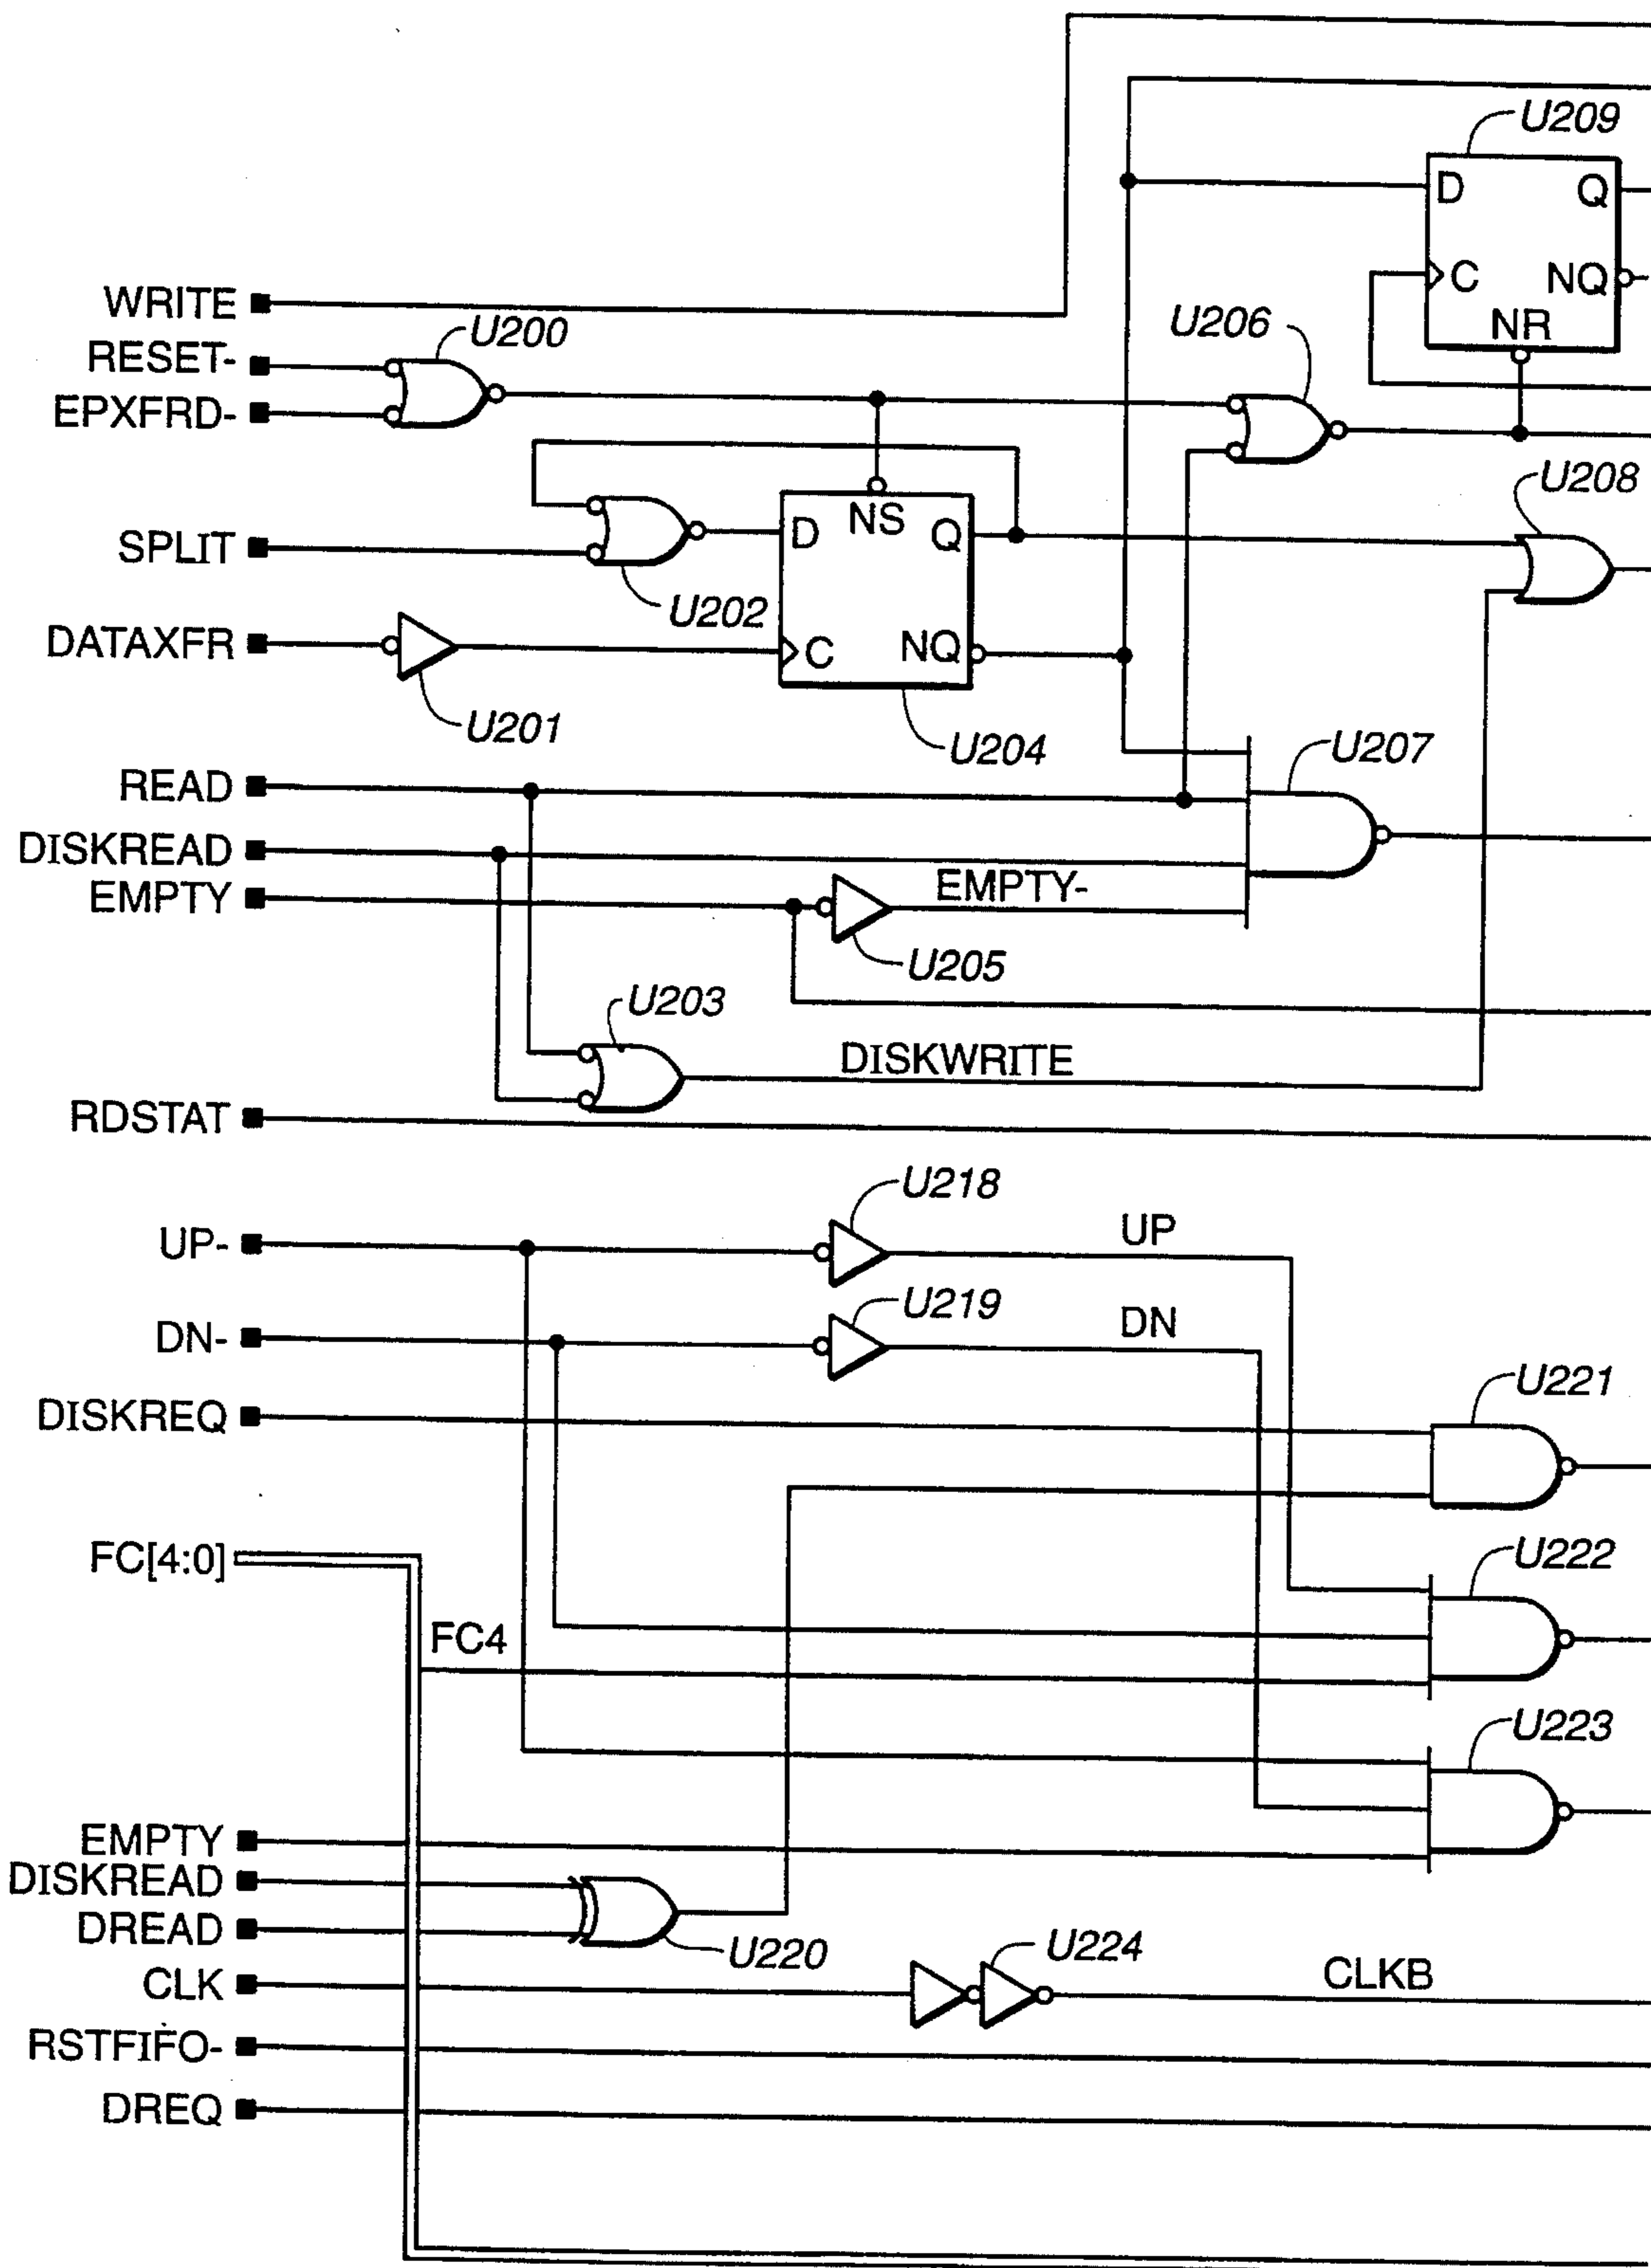 U209
D
Q
C
NQ
NR
WRITE
U200
U206
RESET-
EPXFRD-
U208
NS
D
Q
SPLIT
U202
DATAXFR
C
NQ
U201
U204
U207
READ
DISKREAD
EMPTY
EMPTY-
U205
U203
DISKWRITE
RDSTAT
U218
UP-
UP
U219
DN-
DN
U221
DISKREQ
U222
FC[4:0]
FC4
U223
EMPTY
DISKREAD
DREAD
U220
U224
CLK
CLKB
RSTFIFO-
DREQ